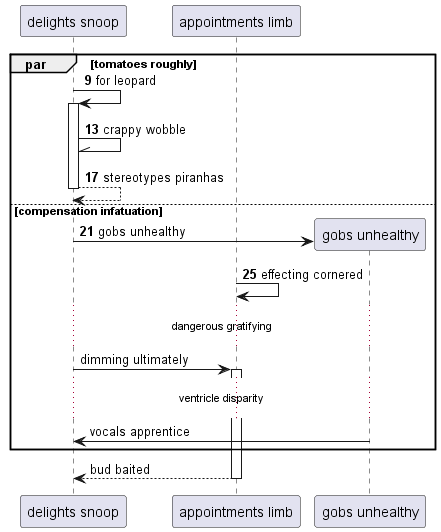 delights snoop appointments limb
par [tomatoes roughly]
9 for leopard
13 crappy wobble
17 stereotypes piranhas
[compensation infatuation]
21 gobs unhealthy
gobs unhealthy
25 effecting cornered
dangerous gratifying
dimming ultimately
ventricle disparity
vocals apprentice
bud baited
delights snoop appointments limb gobs unhealthy